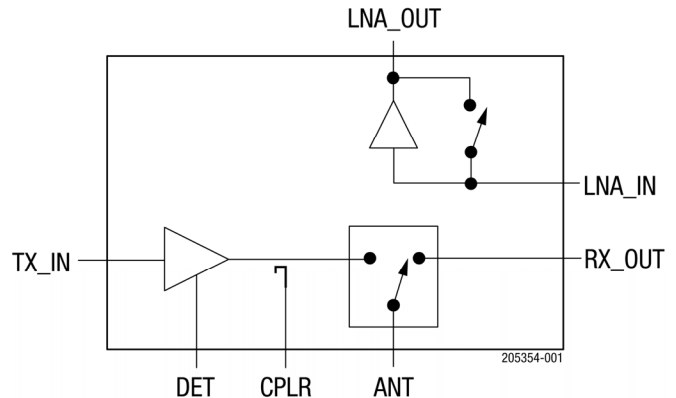 LNA_OUT
LNA_IN
TX_IN
RX_OUT
205354-001
DET
CPLR
ANT